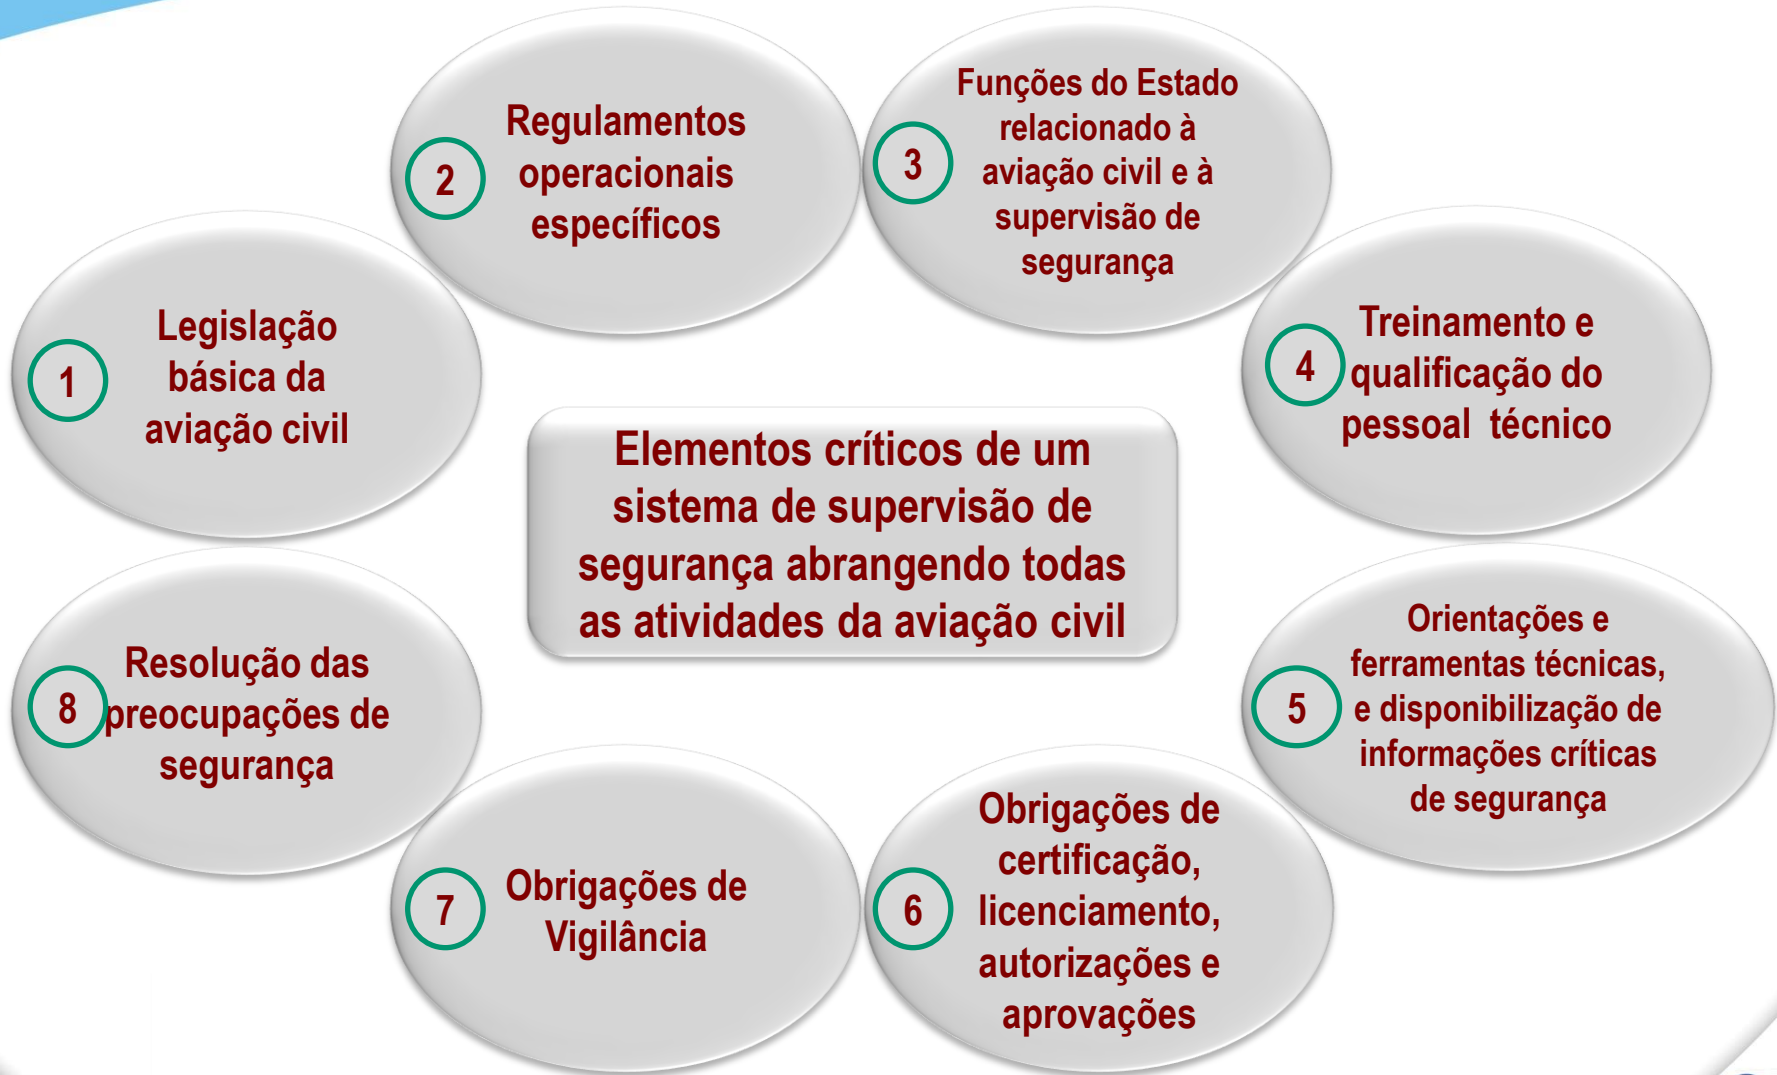 1
Legislação
básica da
aviação civil
2
Regulamentos
operacionais
específicos
3
Funções do Estado
relacionado à
aviação civil e à
supervisão de
segurança
4
Treinamento e
qualificação do
pessoal técnico
5
Orientações e
ferramentas técnicas,
e disponibilização de
informações críticas
de segurança
6
Obrigações de
certificação,
licenciamento,
autorizações e
aprovações
7
Obrigações de
Vigilância
8
Resolução das
preocupações de
segurança
Elementos críticos de um
sistema de supervisão de
segurança abrangendo todas
as atividades da aviação civil